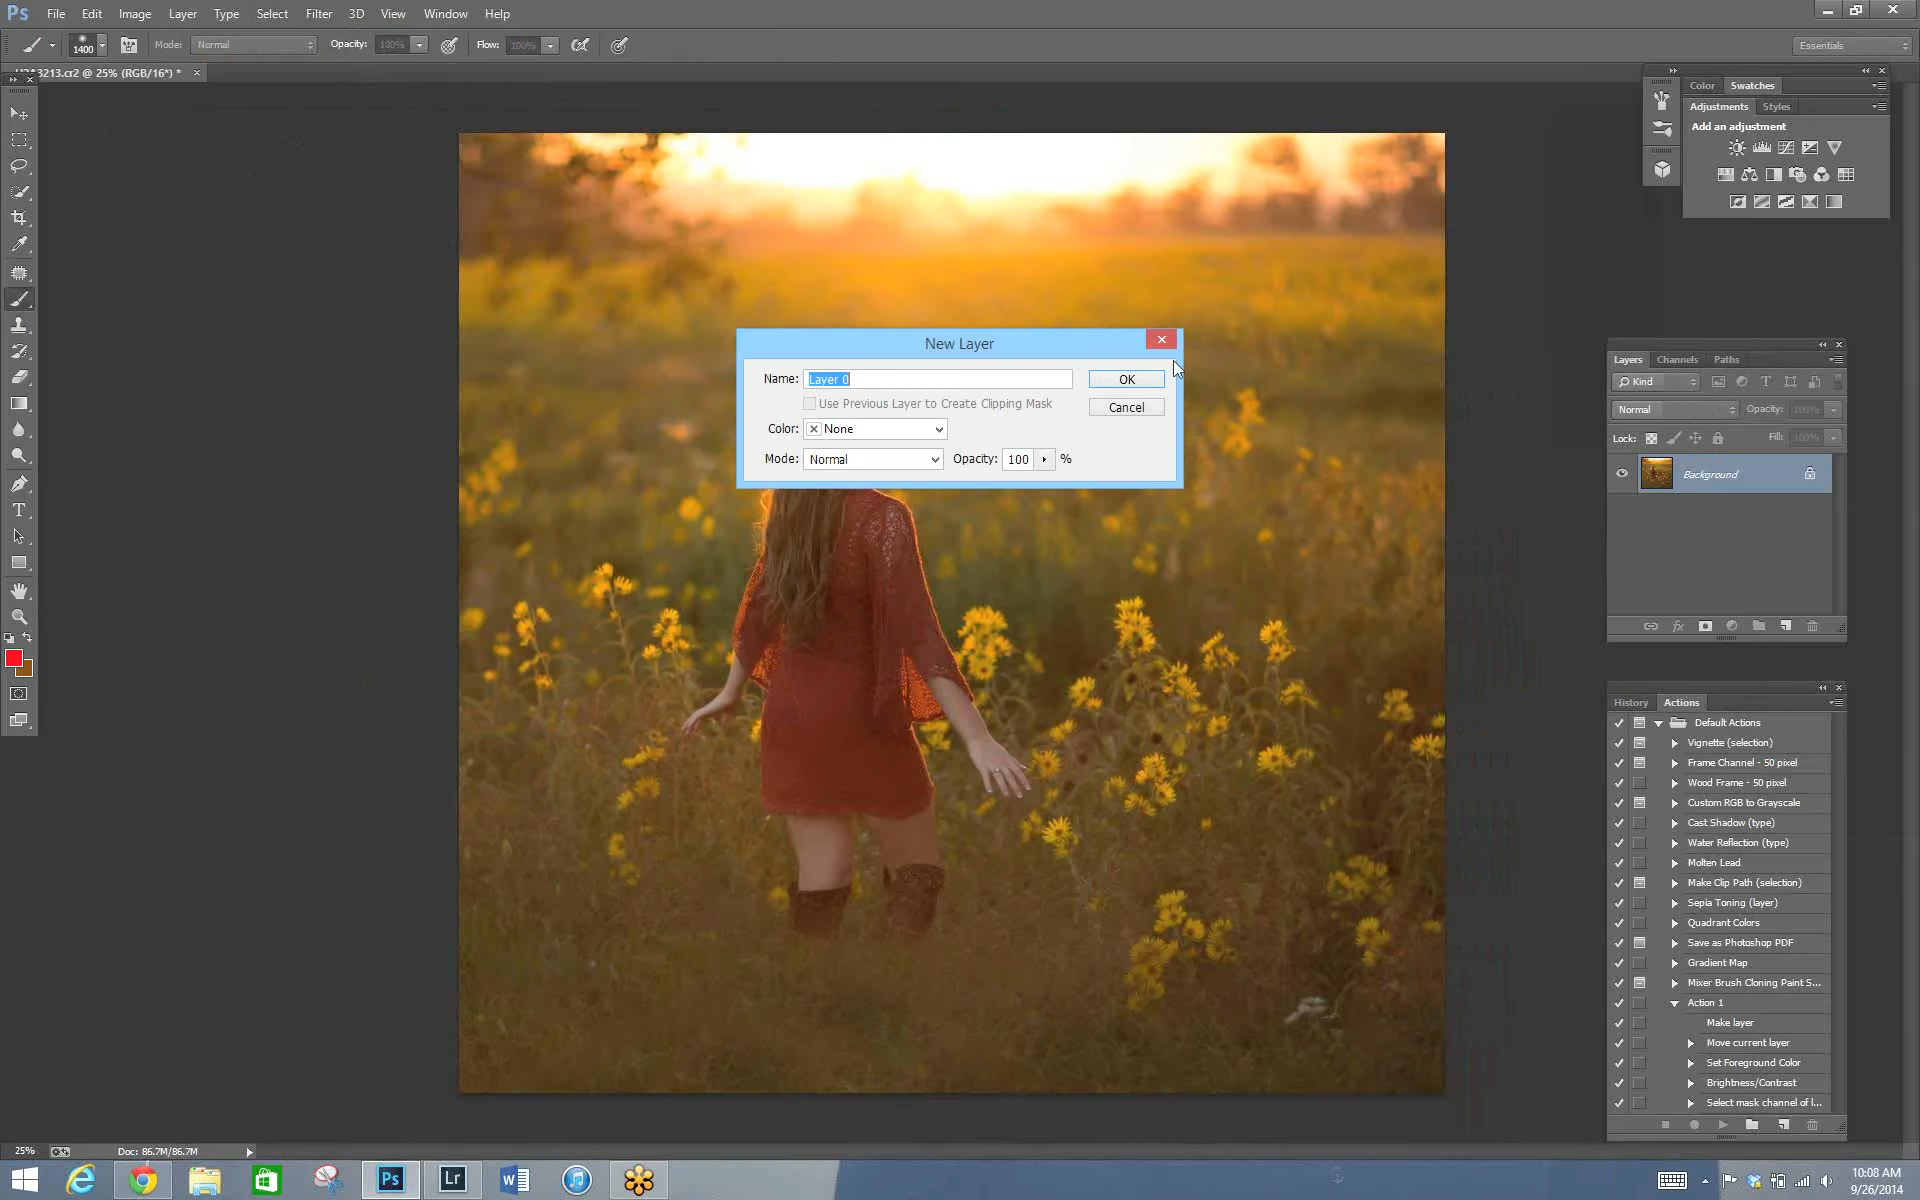 Ps File Edit Image Layer Type Select Filter 3D View Window Help
1400 Mode: Normal Opacity: 100% Flow: 100% Essentials
3213.cr2 @ 25% (RGB/16*) * ×
Color Swatches
Adjustments Styles
Add an adjustment
New Layer
Name: Layer 0 OK
Use Previous Layer to Create Clipping Mask Cancel
Color: None
Mode: Normal Opacity: 100 %
Layers Channels Paths
Kind
Normal Opacity: 100%
Lock: Fill: 100%
Background
History Actions
Default Actions
Vignette (selection)
Frame Channel - 50 pixel
Wood Frame - 50 pixel
Custom RGB to Grayscale
Cast Shadow (type)
Water Reflection (type)
Molten Lead
Make Clip Path (selection)
Sepia Toning (layer)
Quadrant Colors
Save as Photoshop PDF
Gradient Map
Mixer Brush Cloning Paint S...
Action 1
Make layer
Move current layer
Set Foreground Color
Brightness/Contrast
Select mask channel of l...
25% Doc: 86.7M/86.7M
Ps Lr 10:08 AM
9/26/2014